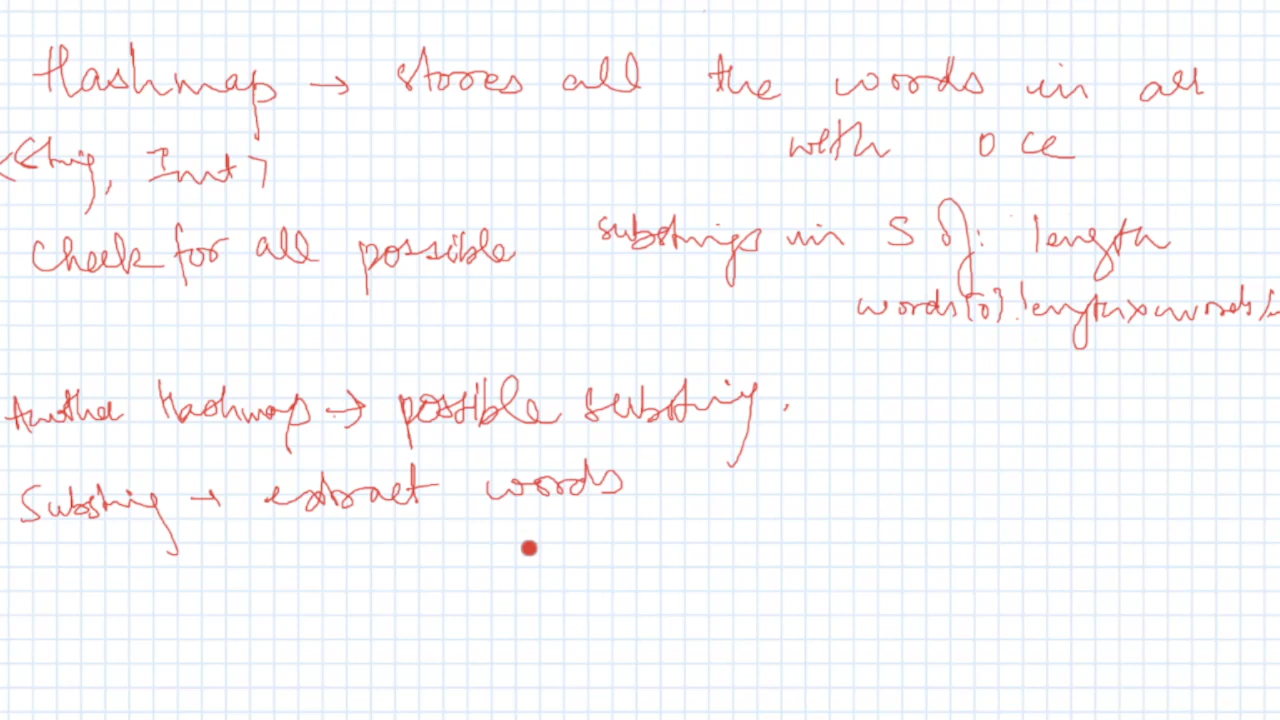 Hashmap → stores all the words in all
with occ
<String, Int>
Check for all possible substrings in S of: length
words[0].length x words
Another Hashmap → possible substring.
Substring → extract words